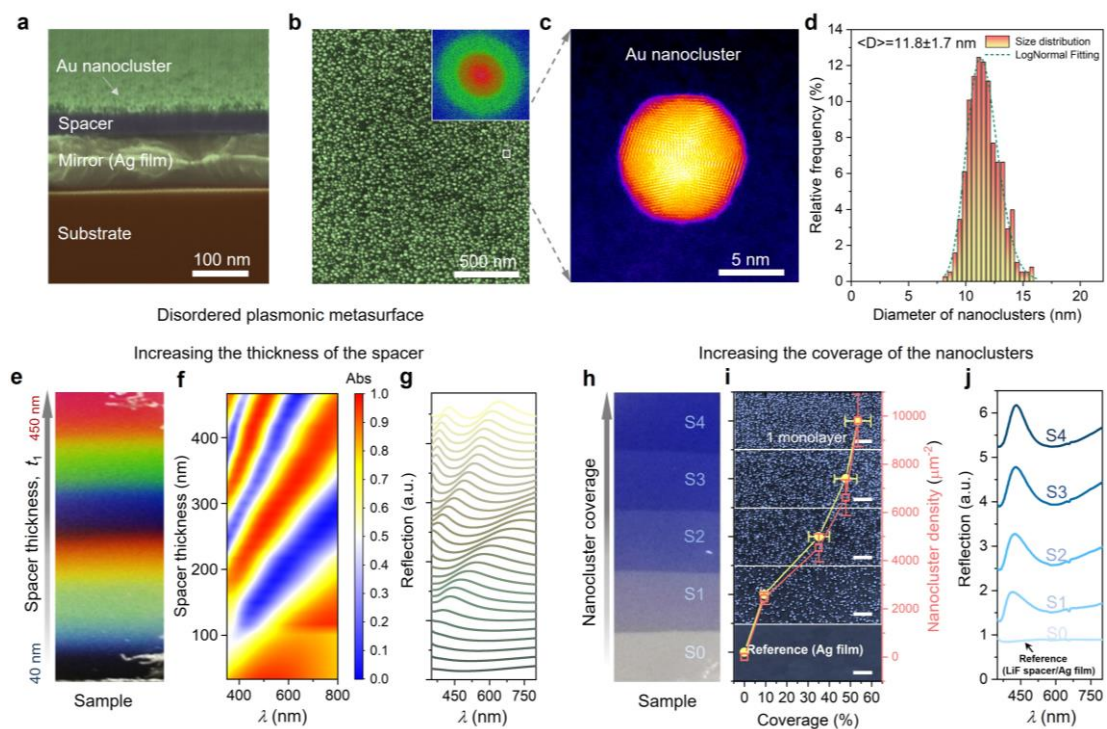 a
Au nanocluster
Spacer
Mirror (Ag film)
Substrate
100 nm
b
500 nm
c
Au nanocluster
5 nm
d
<D>=11.8±1.7 nm
Size distribution
LogNormal Fitting
Relative frequency (%)
14
12
10
8
6
4
2
0
0 5 10 15 20
Diameter of nanoclusters (nm)
Disordered plasmonic metasurface
Increasing the thickness of the spacer
Increasing the coverage of the nanoclusters
e
Spacer thickness, t1
450 nm
40 nm
Sample
f
Abs
1.0
0.9
0.8
0.7
0.6
0.5
0.4
0.3
0.2
0.1
0.0
Spacer thickness (nm)
400
300
200
100
400 600 800
λ (nm)
g
Reflection (a.u.)
450 600 750
λ (nm)
h
Nanocluster coverage
S4
S3
S2
S1
S0
Sample
i
1 monolayer
Reference (Ag film)
0 10 20 30 40 50 60
Coverage (%)
10000
8000
6000
4000
2000
0
Nanocluster density (μm-2)
j
Reflection (a.u.)
6
5
4
3
2
1
0
S4
S3
S2
S1
S0
Reference
(LiF spacer/Ag film)
450 600 750
λ (nm)